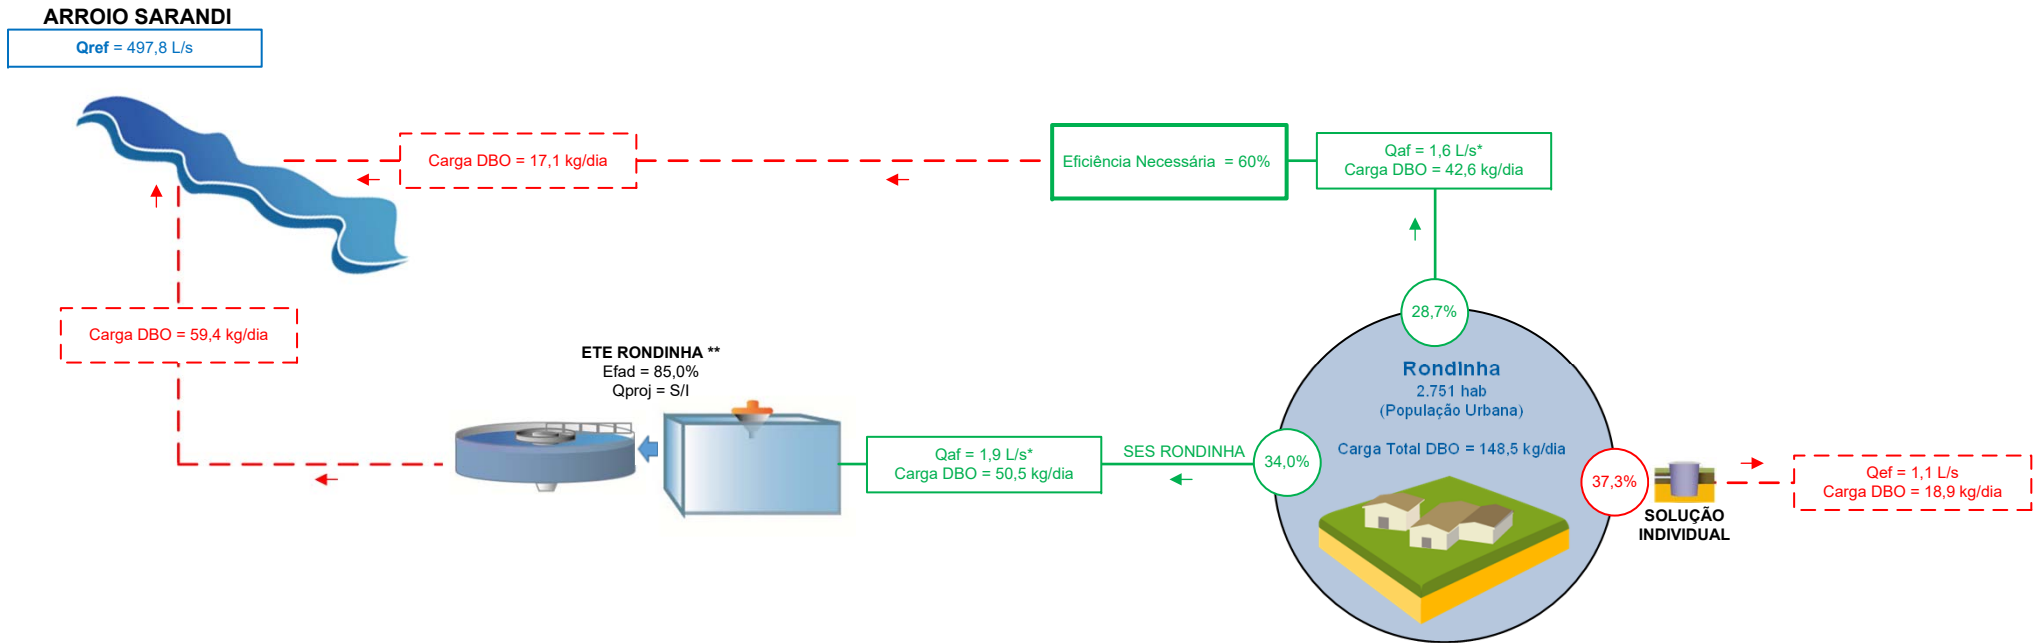 ARROIO SARANDI
Qref = 497,8 L/s
Carga DBO = 17,1 kg/dia
Eficiência Necessária = 60%
Qaf = 1,6 L/s*
Carga DBO = 42,6 kg/dia
28,7%
Carga DBO = 59,4 kg/dia
ETE RONDINHA **
Efad = 85,0%
Qproj = S/I
Qaf = 1,9 L/s*
Carga DBO = 50,5 kg/dia
SES RONDINHA
34,0%
Rondinha
2.751 hab
(População Urbana)
Carga Total DBO = 148,5 kg/dia
37,3%
SOLUÇÃO
INDIVIDUAL
Qef = 1,1 L/s
Carga DBO = 18,9 kg/dia